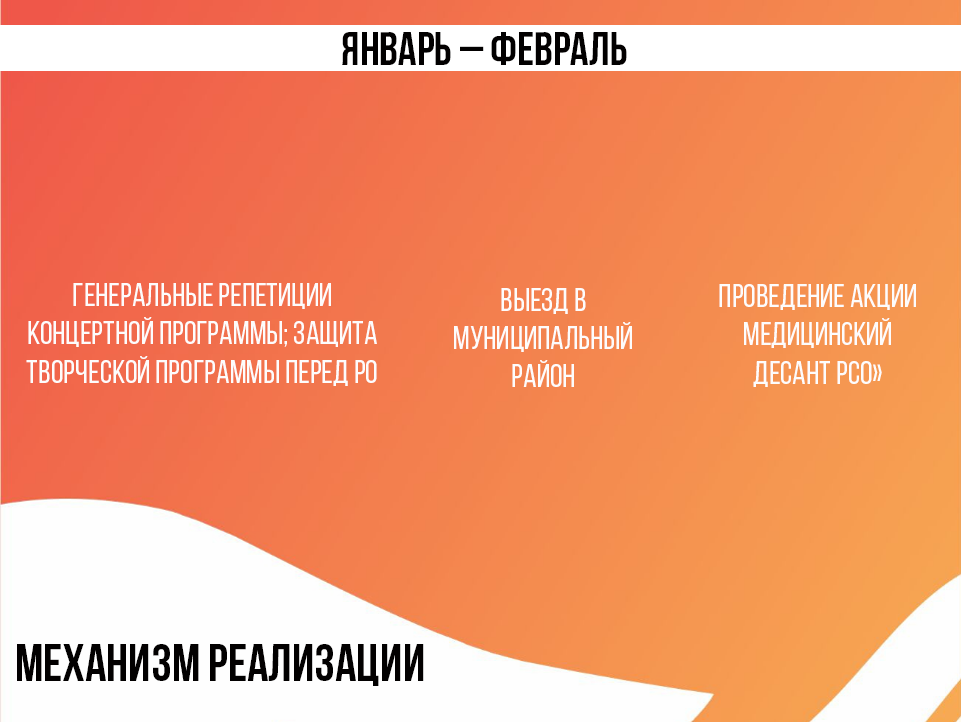 ЯНВАРЬ – ФЕВРАЛЬ
ГЕНЕРАЛЬНЫЕ РЕПЕТИЦИИ
КОНЦЕРТНОЙ ПРОГРАММЫ; ЗАЩИТА
ТВОРЧЕСКОЙ ПРОГРАММЫ ПЕРЕД РО
ВЫЕЗД В
МУНИЦИПАЛЬНЫЙ
РАЙОН
ПРОВЕДЕНИЕ АКЦИИ
МЕДИЦИНСКИЙ
ДЕСАНТ РСО»
МЕХАНИЗМ РЕАЛИЗАЦИИ